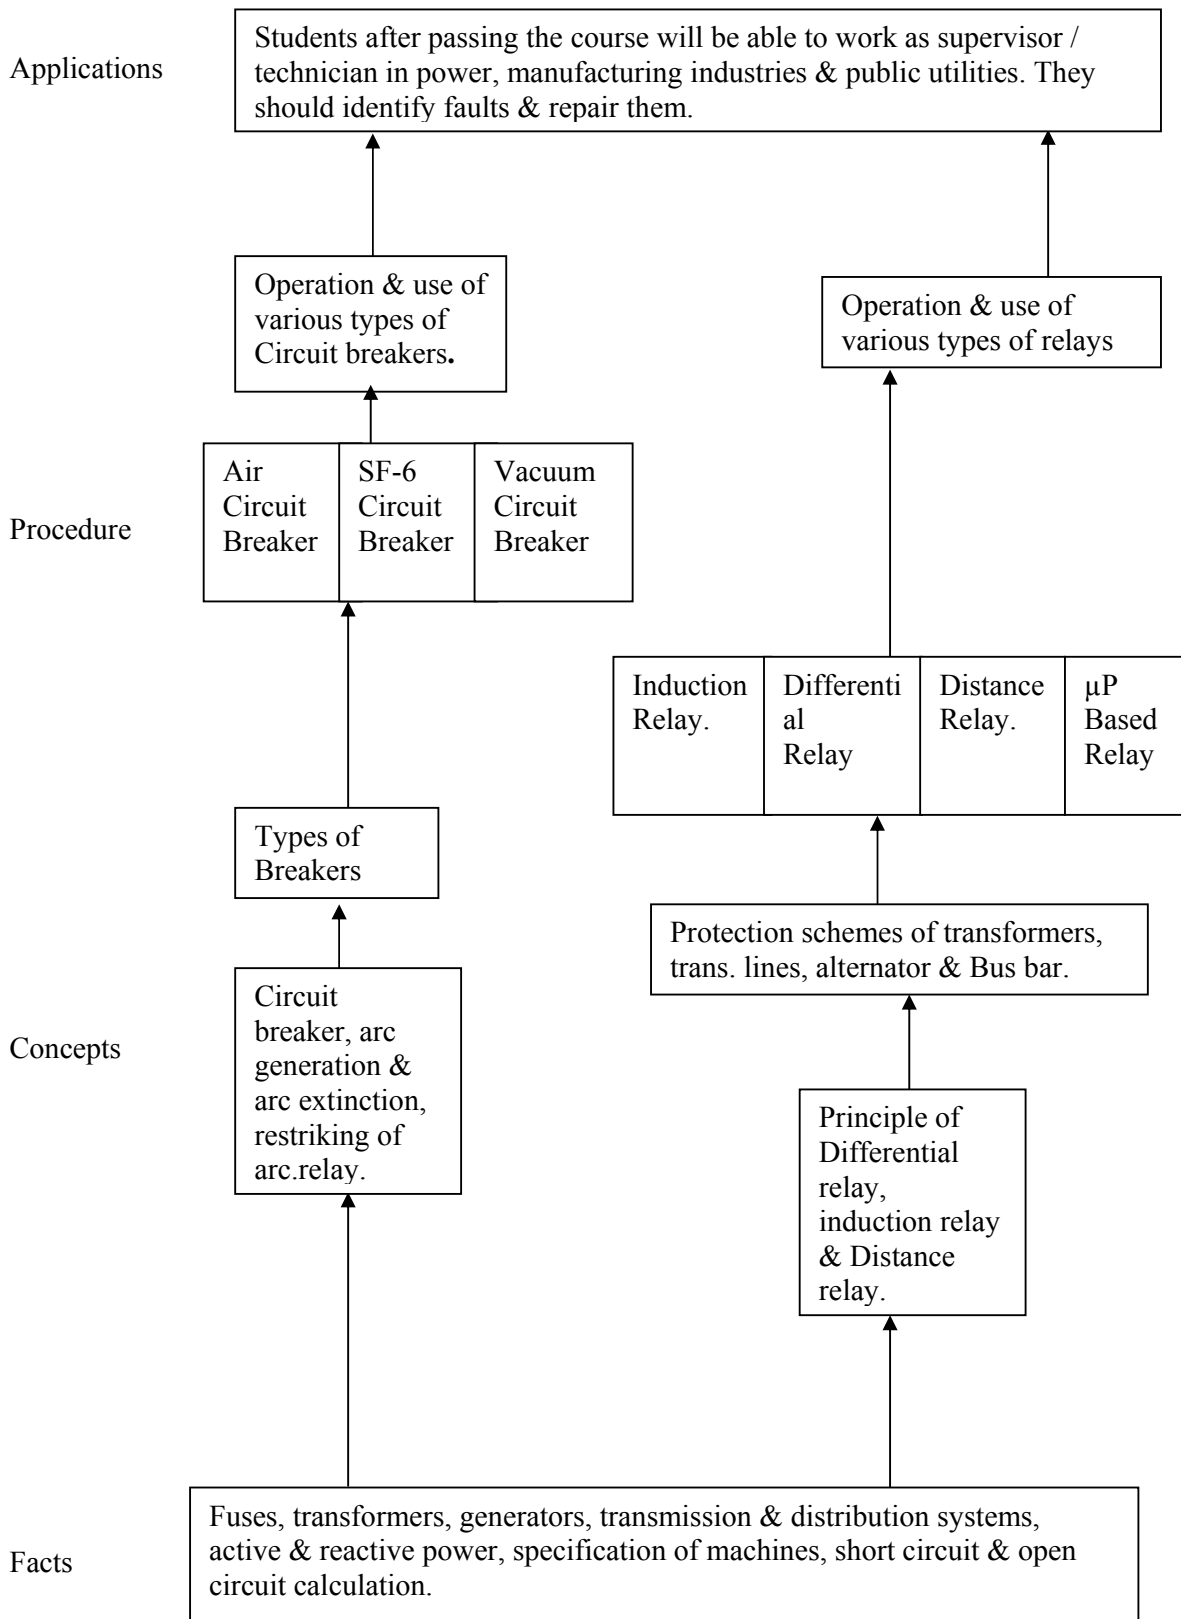 Applications
Students after passing the course will be able to work as supervisor /
technician in power, manufacturing industries & public utilities. They
should identify faults & repair them.
Operation & use of
various types of
Circuit breakers.
Operation & use of
various types of relays
Procedure
Air
Circuit
Breaker
SF-6
Circuit
Breaker
Vacuum
Circuit
Breaker
Induction
Relay.
Differenti
al
Relay
Distance
Relay.
µP
Based
Relay
Types of
Breakers
Protection schemes of transformers,
trans. lines, alternator & Bus bar.
Concepts
Circuit
breaker, arc
generation &
arc extinction,
restriking of
arc.relay.
Principle of
Differential
relay,
induction relay
& Distance
relay.
Facts
Fuses, transformers, generators, transmission & distribution systems,
active & reactive power, specification of machines, short circuit & open
circuit calculation.